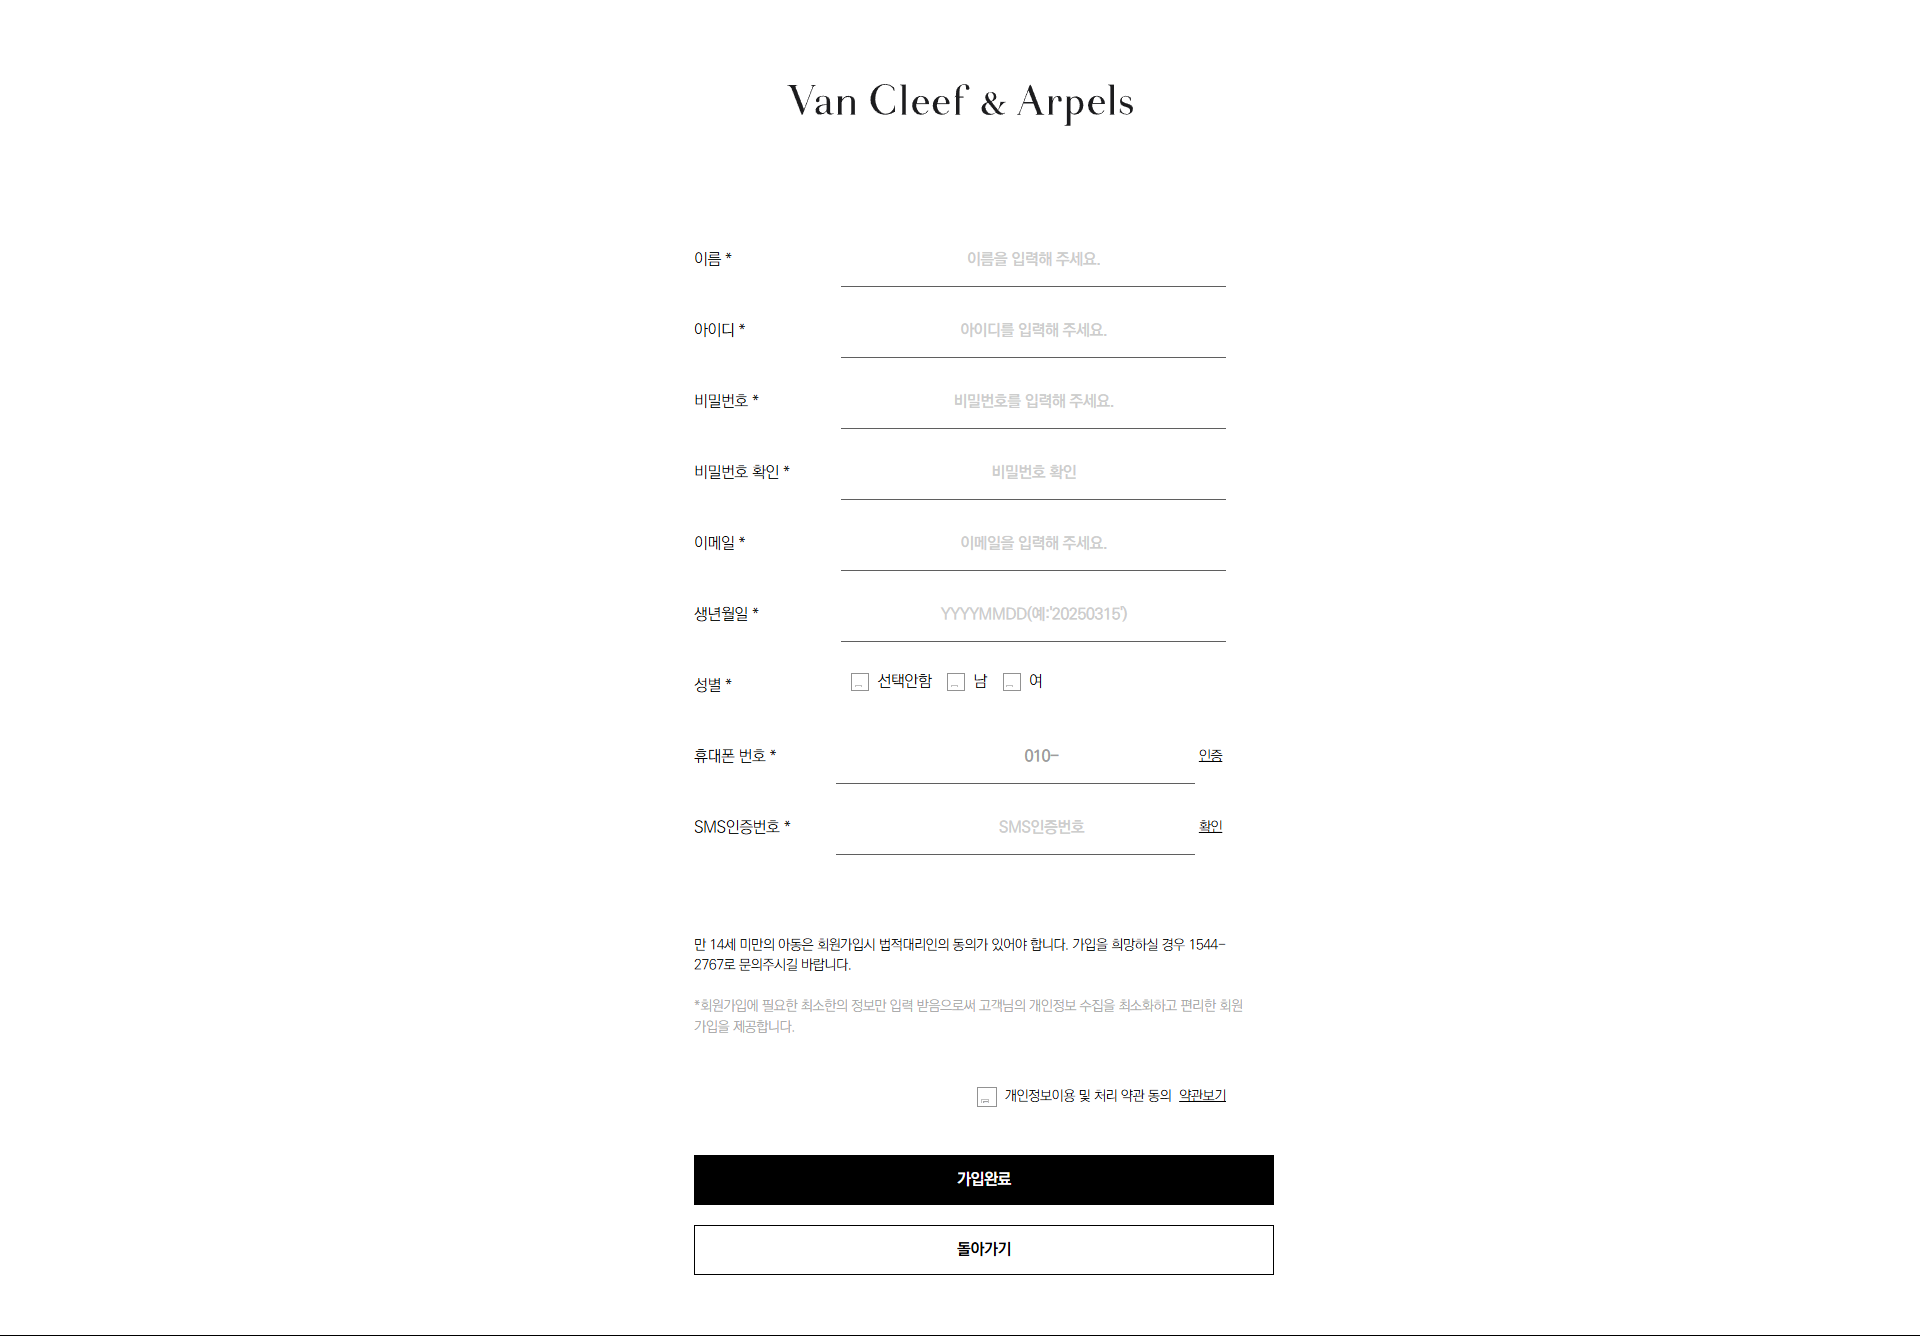 Van Cleef & Arpels
이름 * 이름을 입력해 주세요.
아이디 * 아이디를 입력해 주세요.
비밀번호 * 비밀번호를 입력해 주세요.
비밀번호 확인 * 비밀번호 확인
이메일 * 이메일을 입력해 주세요.
생년월일 * YYYYMMDD(예:'20250315')
성별 * 선택안함 남 여
휴대폰 번호 * 010- 인증
SMS인증번호 * SMS인증번호 확인
만 14세 미만의 아동은 회원가입시 법적대리인의 동의가 있어야 합니다. 가입을 희망하실 경우 1544-
2767로 문의주시길 바랍니다.
*회원가입에 필요한 최소한의 정보만 입력 받음으로써 고객님의 개인정보 수집을 최소화하고 편리한 회원
가입을 제공합니다.
개인정보이용 및 처리 약관 동의 약관보기
가입완료
돌아가기